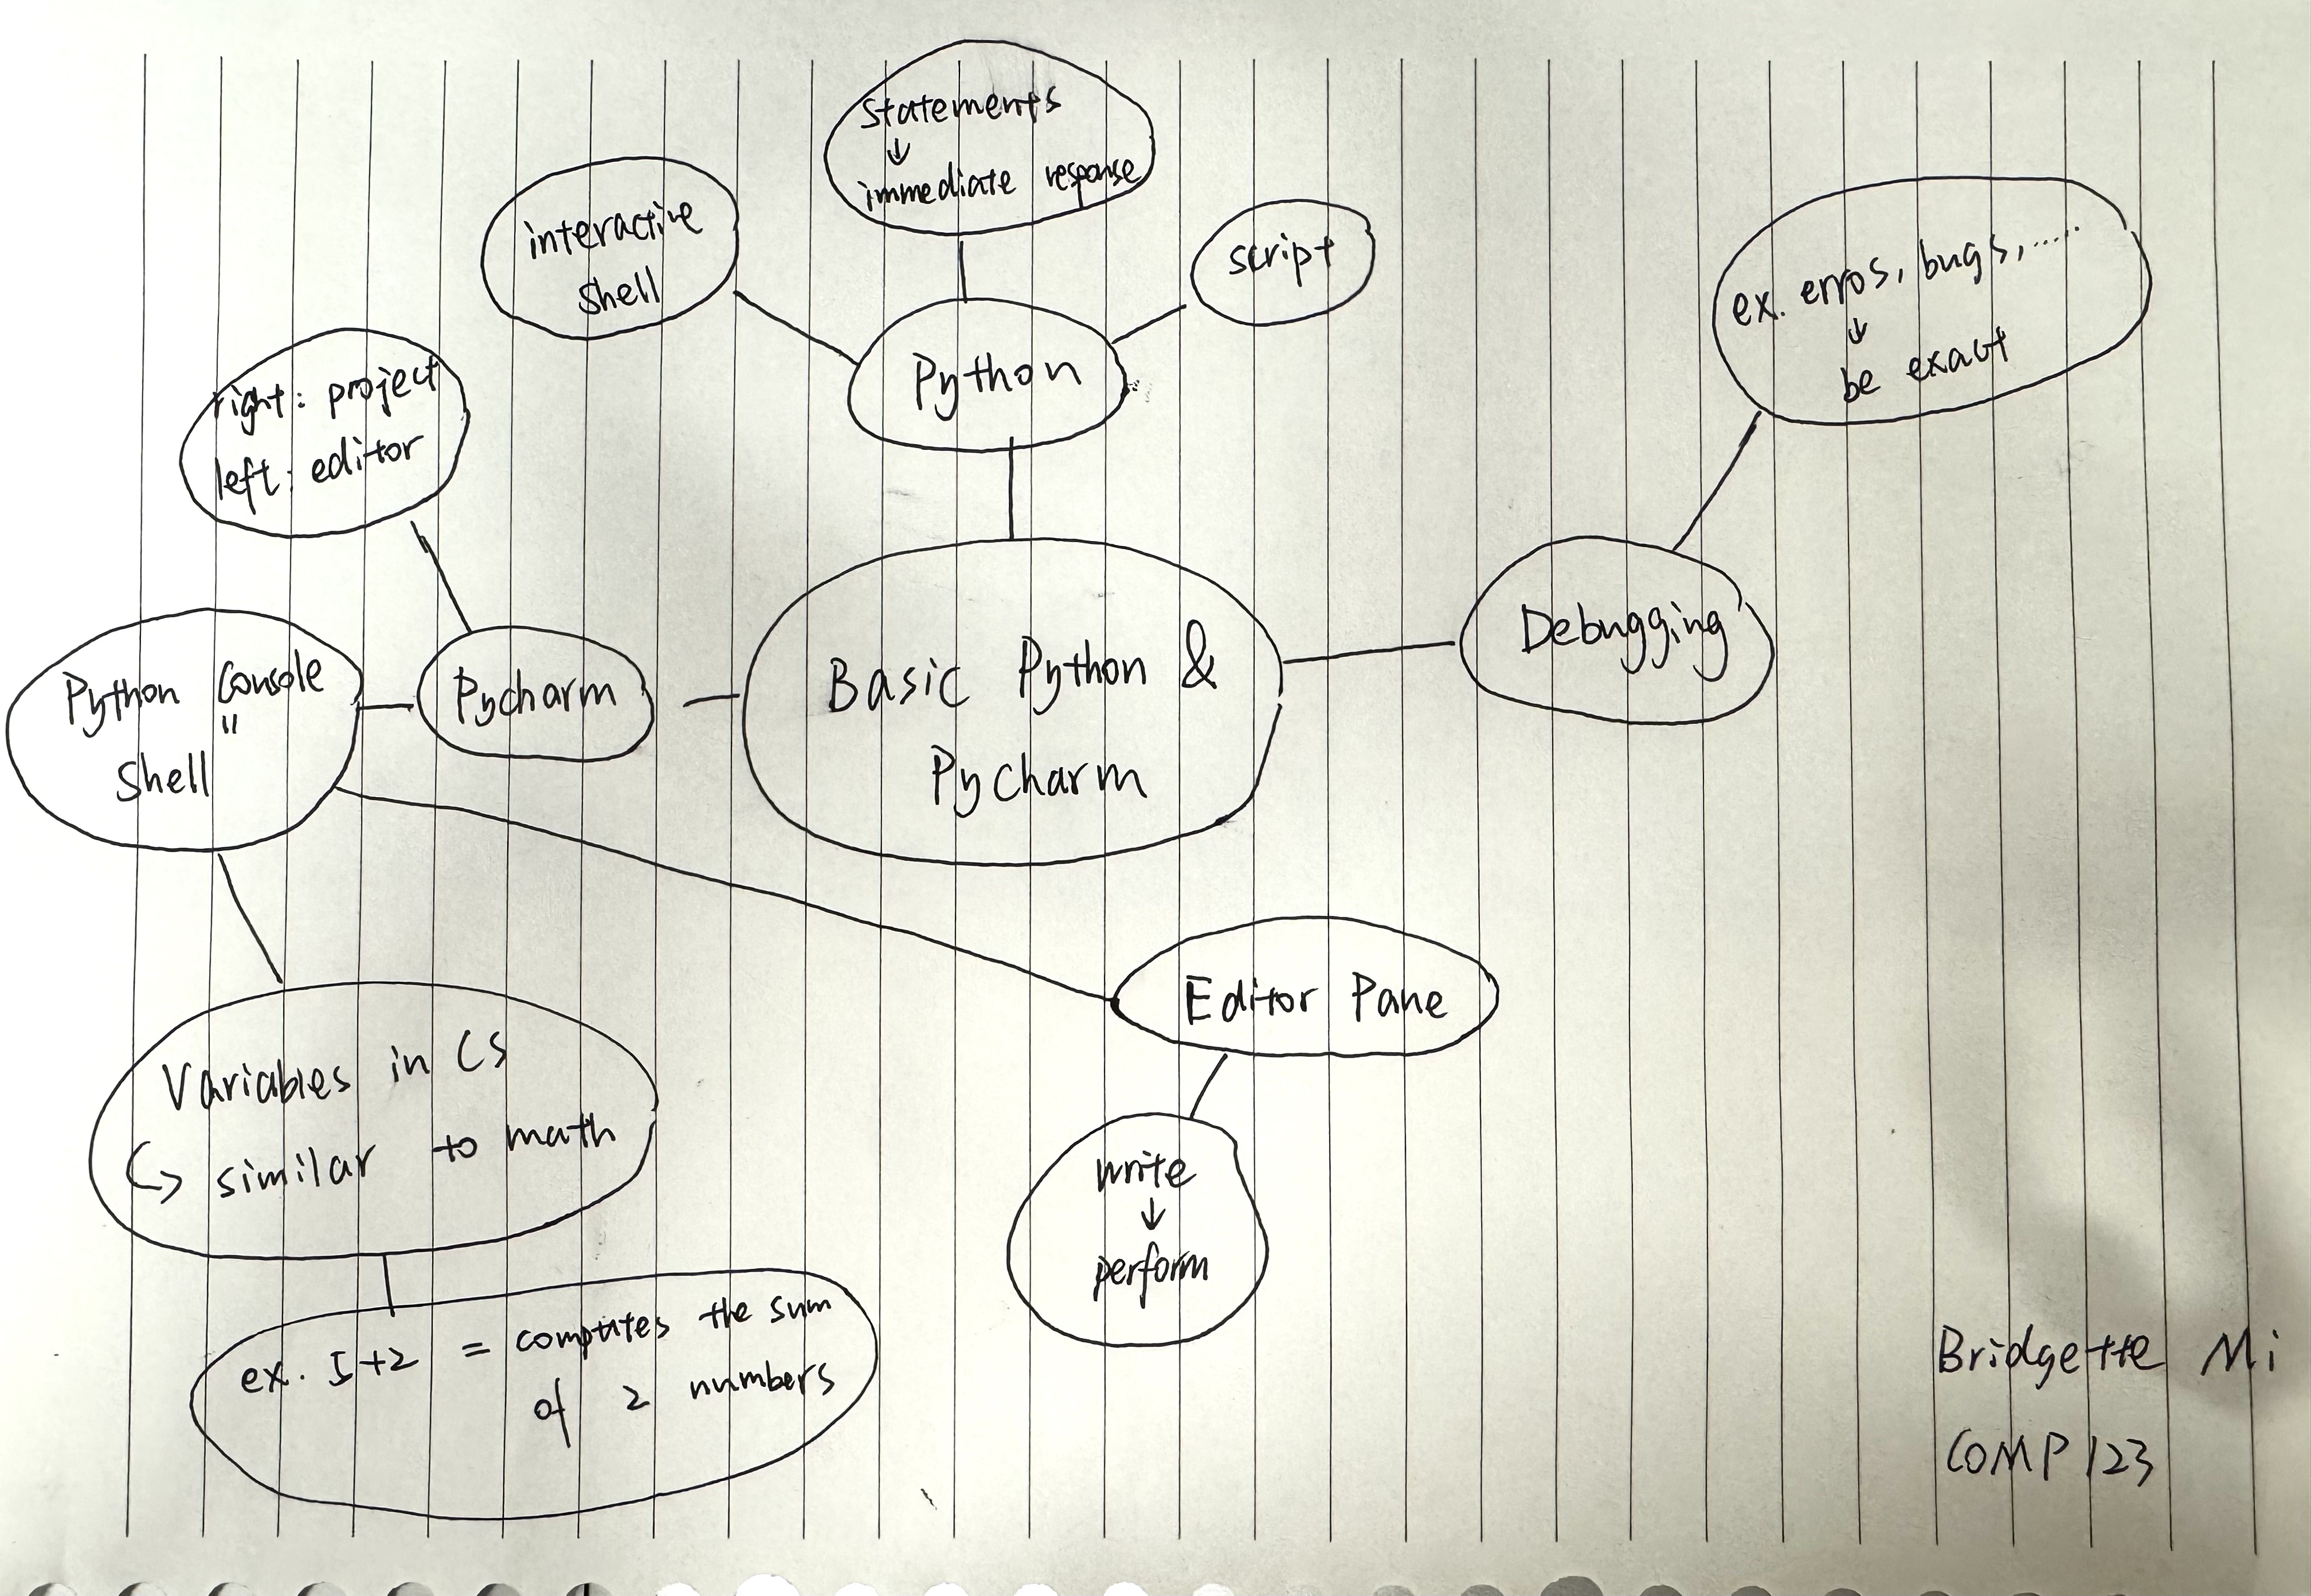 Statements
↓
immediate response
interactive
shell
script
Python
ex. erros, bugs, .....
↓
be exact
right: project
left: editor
Debugging
Python Console
"
Shell
Pycharm
Basic Python &
Pycharm
Editor Pane
Variables in CS
↪ similar to math
write
↓
perform
ex. 5+2 = computes the sum
of 2 numbers
Bridgette Mi
COMP 123